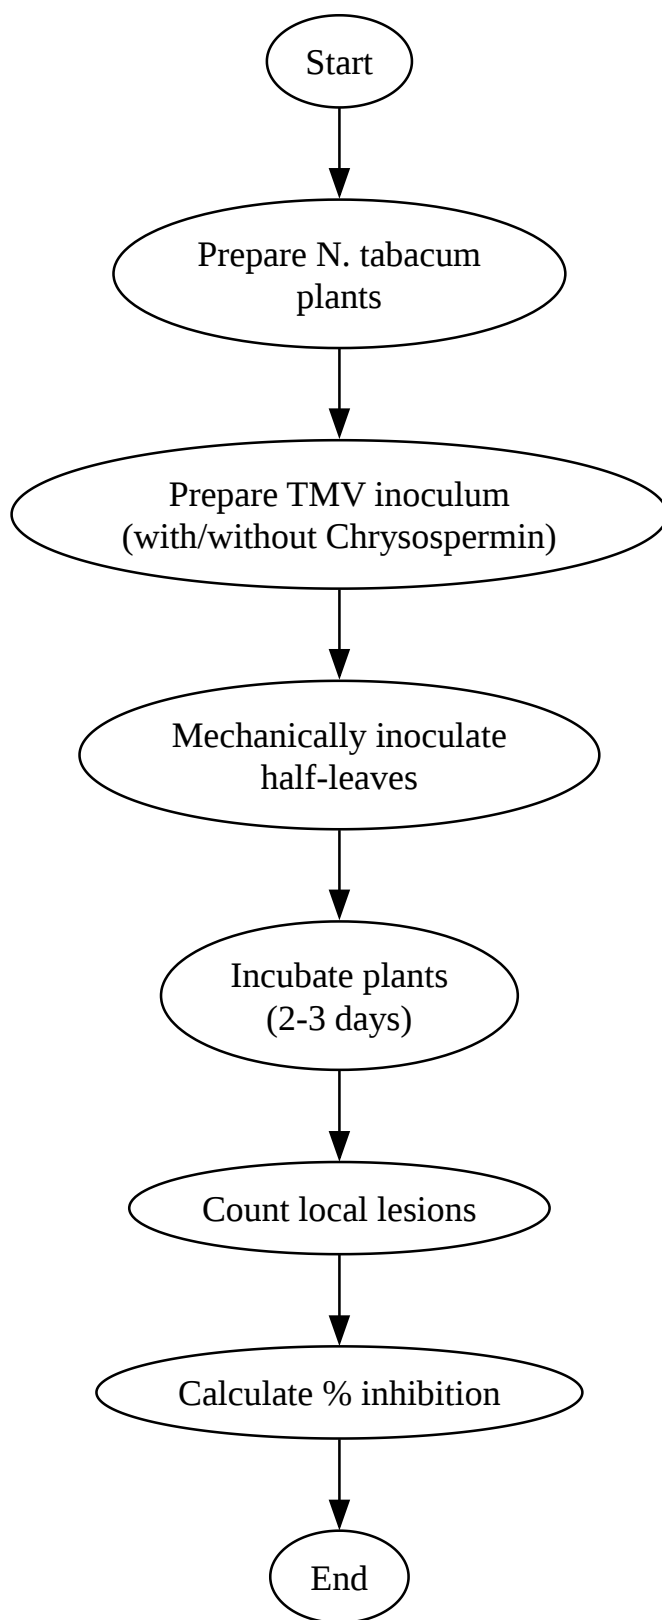 Start
Prepare N. tabacum
plants
Prepare TMV inoculum
(with/without Chrysospermin)
Mechanically inoculate
half-leaves
Incubate plants
(2-3 days)
Count local lesions
Calculate % inhibition
End